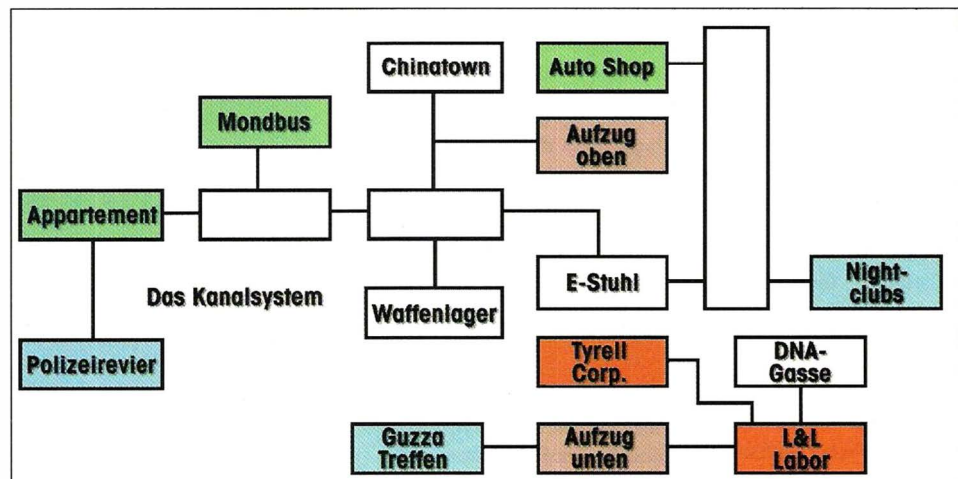 Chinatown
Auto Shop
Mondbus
Aufzug
oben
Appartement
Das Kanalsystem
E-Stuhl
Night-
clubs
Waffenlager
Polizeirevier
Tyrell
Corp.
DNA-
Gasse
Guzza
Treffen
Aufzug
unten
L&L
Labor